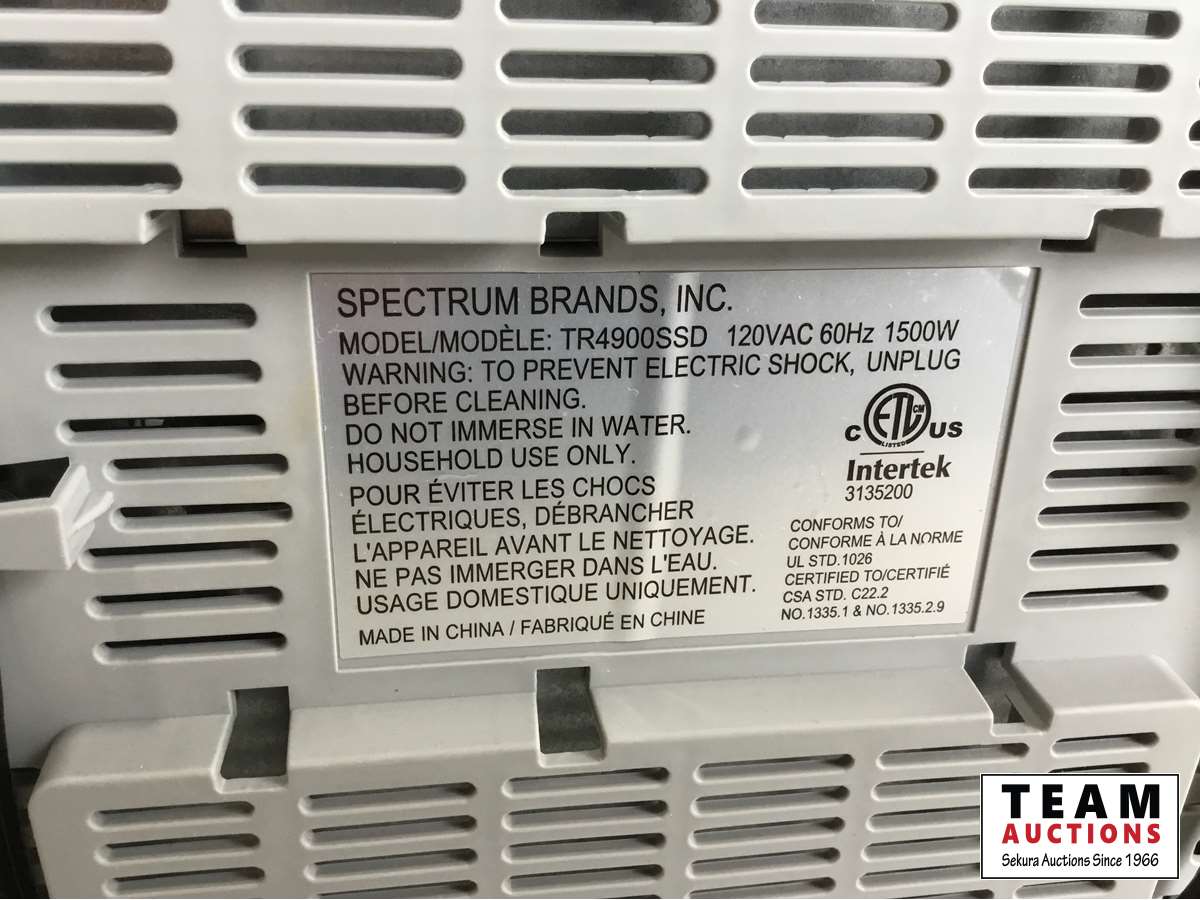 SPECTRUM BRANDS, INC.
MODEL/MODÈLE: TR4900SSD 120VAC 60Hz 1500W
WARNING: TO PREVENT ELECTRIC SHOCK, UNPLUG
BEFORE CLEANING.
DO NOT IMMERSE IN WATER.
HOUSEHOLD USE ONLY.
POUR ÉVITER LES CHOCS
ÉLECTRIQUES, DÉBRANCHER
L'APPAREIL AVANT LE NETTOYAGE.
NE PAS IMMERGER DANS L'EAU.
USAGE DOMESTIQUE UNIQUEMENT.
MADE IN CHINA / FABRIQUÉ EN CHINE
ETL CM
LISTED
C US
Intertek
3135200
CONFORMS TO/
CONFORME À LA NORME
UL STD.1026
CERTIFIED TO/CERTIFIÉ
CSA STD. C22.2
NO.1335.1 & NO.1335.2.9
TEAM
AUCTIONS
Sekura Auctions Since 1966